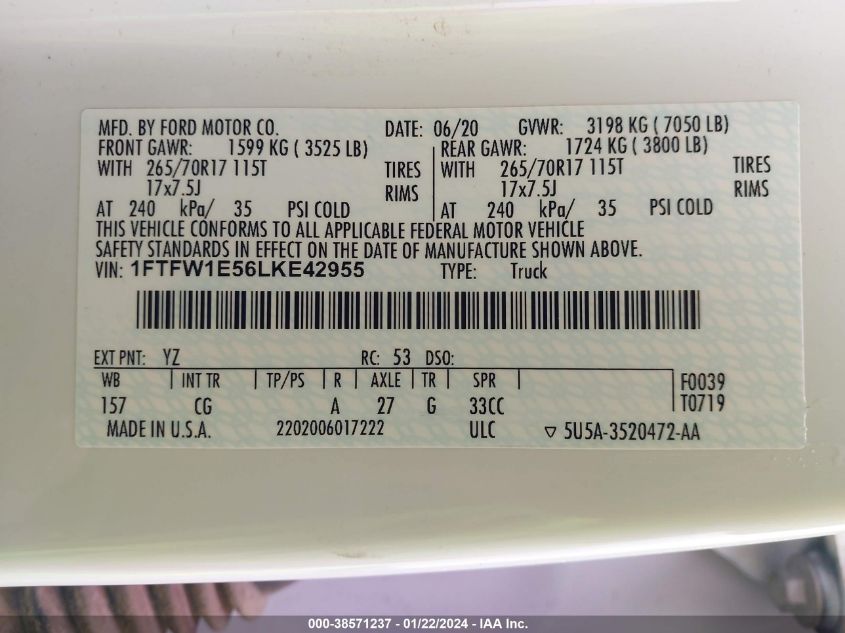 MFD. BY FORD MOTOR CO. DATE: 06/20 GVWR: 3198 KG ( 7050 LB)
FRONT GAWR: 1599 KG ( 3525 LB) REAR GAWR: 1724 KG ( 3800 LB)
WITH 265/70R17 115T TIRES WITH 265/70R17 115T TIRES
17x7.5J RIMS 17x7.5J RIMS
AT 240 kPa/ 35 PSI COLD AT 240 kPa/ 35 PSI COLD
THIS VEHICLE CONFORMS TO ALL APPLICABLE FEDERAL MOTOR VEHICLE
SAFETY STANDARDS IN EFFECT ON THE DATE OF MANUFACTURE SHOWN ABOVE.
VIN: 1FTFW1E56LKE42955 TYPE: Truck
EXT PNT: YZ RC: 53 DSO:
WB INT TR TP/PS R AXLE TR SPR F0039
157 CG A 27 G 33CC T0719
MADE IN U.S.A. 2202006017222 ULC ▽ 5U5A-3520472-AA
000-38571237 - 01/22/2024 - IAA Inc.